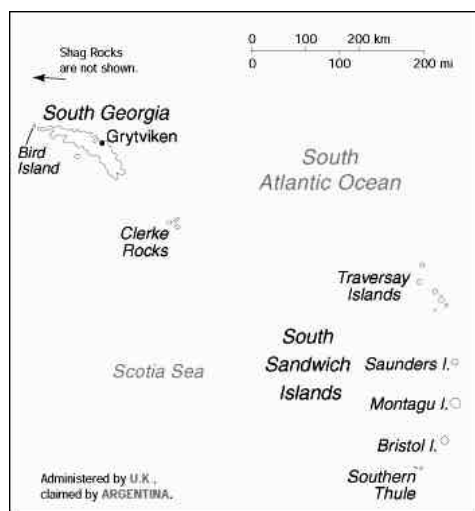 Shag Rocks
are not shown.
0 100 200 km
0 100 200 mi
South Georgia
Grytviken
Bird
Island
South
Atlantic Ocean
Clerke
Rocks
Traversay
Islands
South
Sandwich
Islands
Saunders I.
Scotia Sea
Montagu I.
Bristol I.
Southern
Thule
Administered by U.K.,
claimed by ARGENTINA.